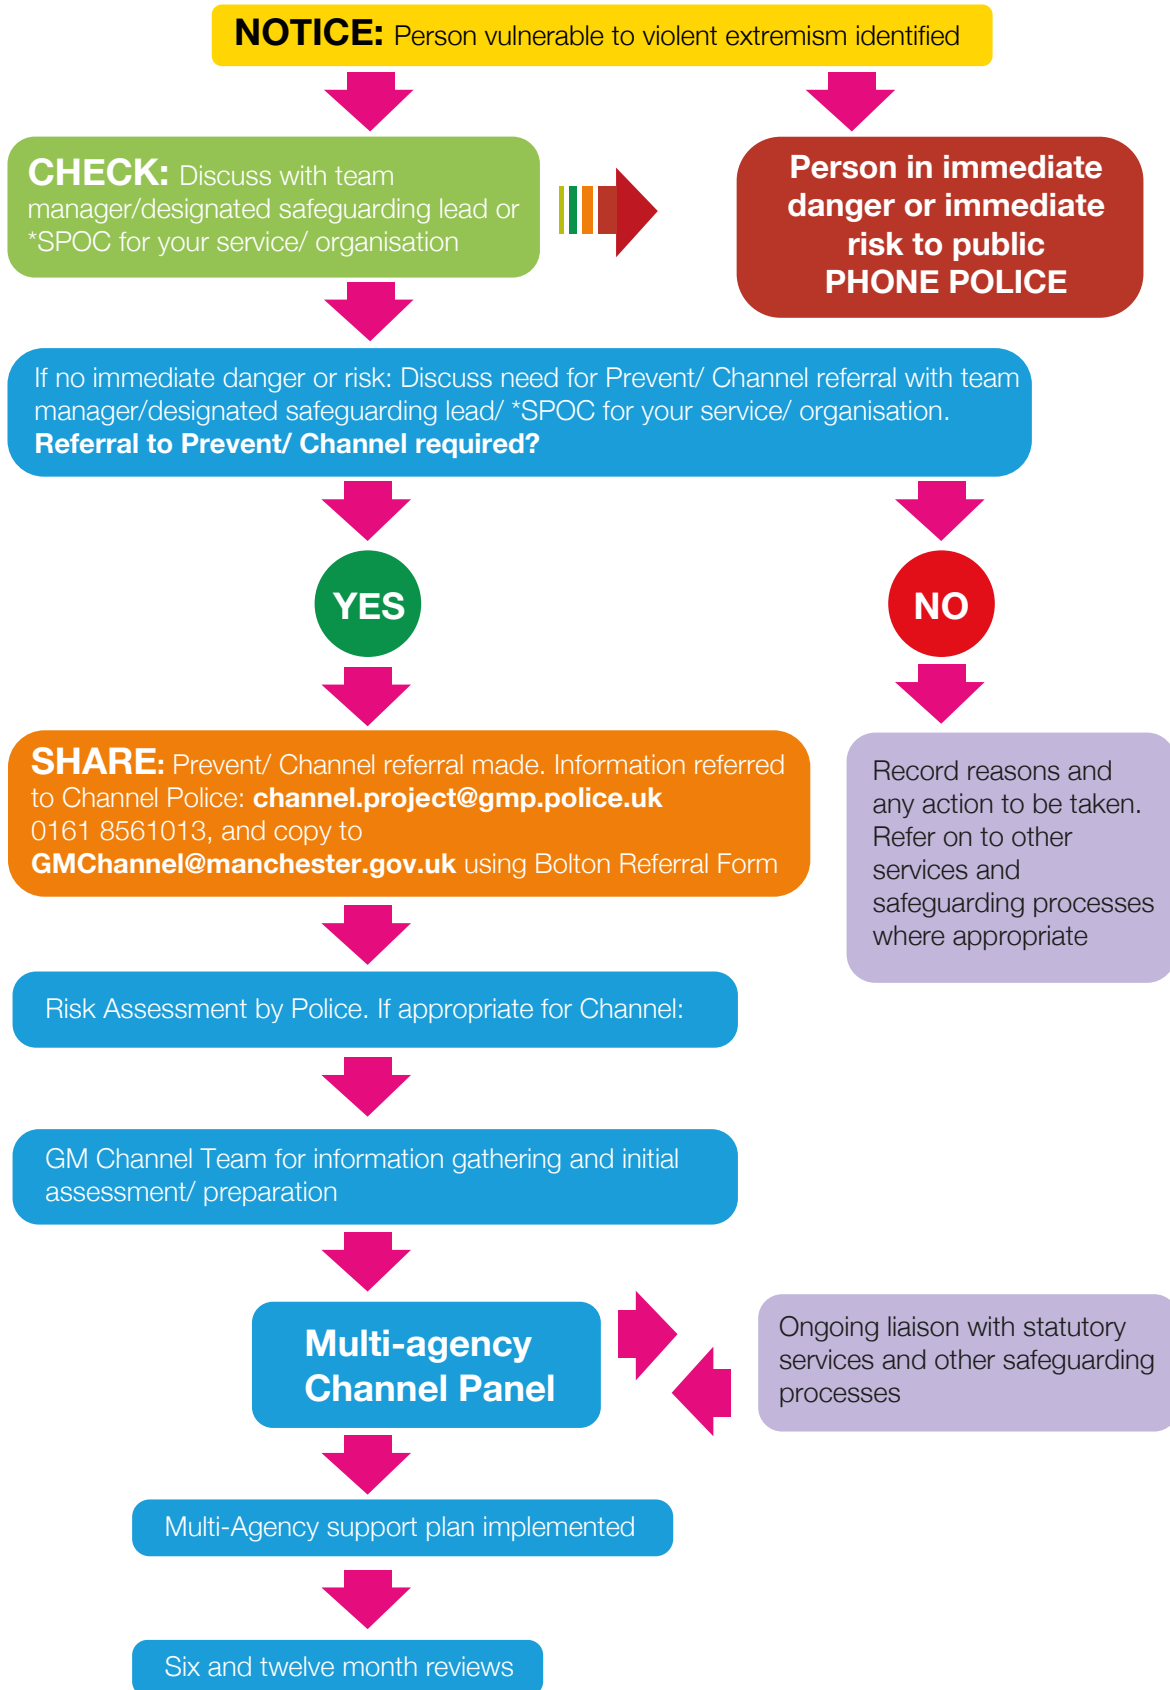 NOTICE: Person vulnerable to violent extremism identified
CHECK: Discuss with team
manager/designated safeguarding lead or
*SPOC for your service/ organisation
Person in immediate
danger or immediate
risk to public
PHONE POLICE
If no immediate danger or risk: Discuss need for Prevent/ Channel referral with team
manager/designated safeguarding lead/ *SPOC for your service/ organisation.
Referral to Prevent/ Channel required?
YES
NO
SHARE: Prevent/ Channel referral made. Information referred
to Channel Police: channel.project@gmp.police.uk
0161 8561013, and copy to
GMChannel@manchester.gov.uk using Bolton Referral Form
Record reasons and
any action to be taken.
Refer on to other
services and
safeguarding processes
where appropriate
Risk Assessment by Police. If appropriate for Channel:
GM Channel Team for information gathering and initial
assessment/ preparation
Multi-agency
Channel Panel
Ongoing liaison with statutory
services and other safeguarding
processes
Multi-Agency support plan implemented
Six and twelve month reviews